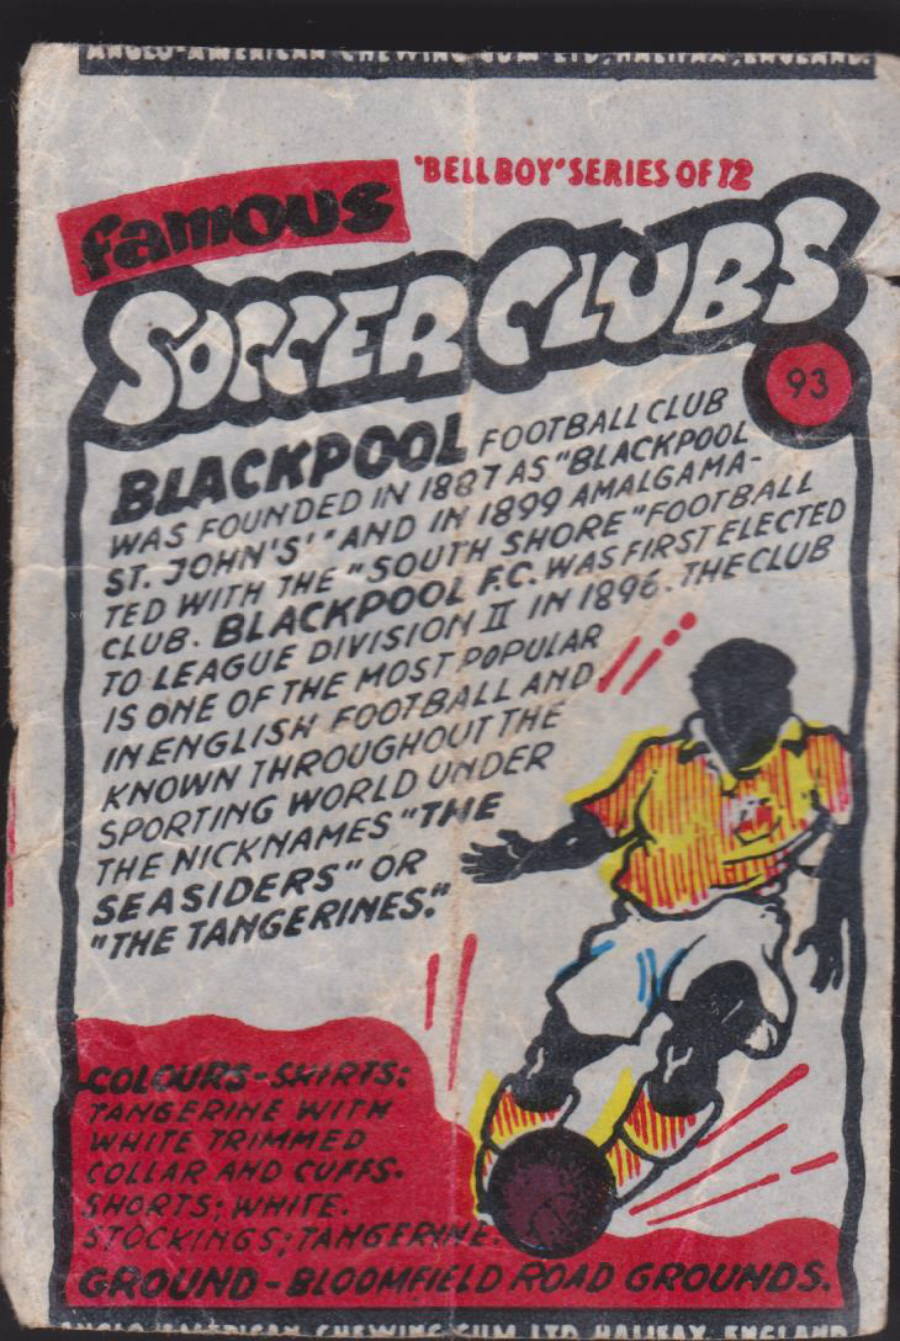 ANGLO-AMERICAN CHEWING GUM LTD, HALIFAX, ENGLAND.
'BELL BOY' SERIES OF 72
famous
SOCCER CLUBS
93
BLACKPOOL FOOTBALL CLUB
WAS FOUNDED IN 1887 AS "BLACKPOOL
ST. JOHN'S'" AND IN 1899 AMALGAMA-
TED WITH THE "SOUTH SHORE" FOOTBALL
CLUB. BLACKPOOL F.C. WAS FIRST ELECTED
TO LEAGUE DIVISION II IN 1896. THE CLUB
IS ONE OF THE MOST POPULAR
IN ENGLISH FOOTBALL AND
KNOWN THROUGHOUT THE
SPORTING WORLD UNDER
THE NICKNAMES "THE
SEASIDERS" OR
"THE TANGERINES."
COLOURS-SHIRTS:
TANGERINE WITH
WHITE TRIMMED
COLLAR AND CUFFS.
SHORTS; WHITE.
STOCKINGS; TANGERINE.
GROUND - BLOOMFIELD ROAD GROUNDS.
ANGLO AMERICAN CHEWING GUM LTD HALIFAX, ENGLAND